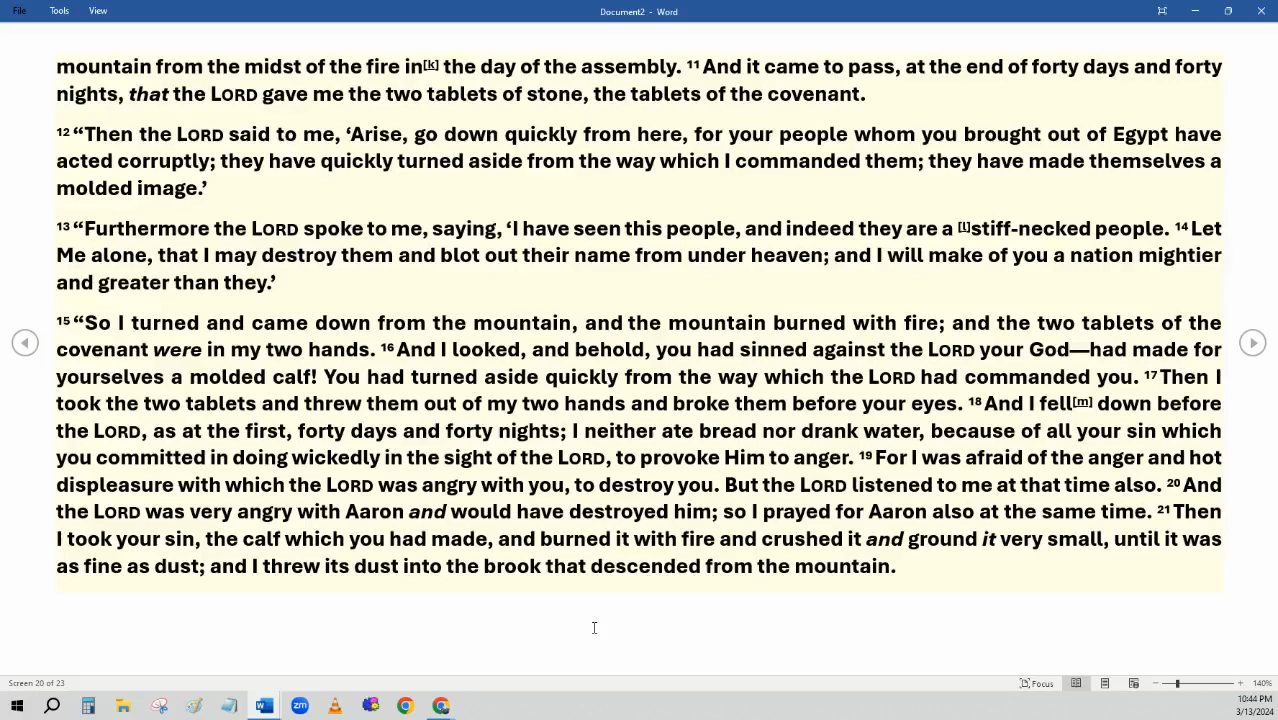 File Tools View Document2 - Word
mountain from the midst of the fire in[k] the day of the assembly. 11 And it came to pass, at the end of forty days and forty
nights, that the LORD gave me the two tablets of stone, the tablets of the covenant.
12 “Then the LORD said to me, ‘Arise, go down quickly from here, for your people whom you brought out of Egypt have
acted corruptly; they have quickly turned aside from the way which I commanded them; they have made themselves a
molded image.’
13 “Furthermore the LORD spoke to me, saying, ‘I have seen this people, and indeed they are a [l]stiff-necked people. 14 Let
Me alone, that I may destroy them and blot out their name from under heaven; and I will make of you a nation mightier
and greater than they.’
15 “So I turned and came down from the mountain, and the mountain burned with fire; and the two tablets of the
covenant were in my two hands. 16 And I looked, and behold, you had sinned against the LORD your God—had made for
yourselves a molded calf! You had turned aside quickly from the way which the LORD had commanded you. 17 Then I
took the two tablets and threw them out of my two hands and broke them before your eyes. 18 And I fell[m] down before
the LORD, as at the first, forty days and forty nights; I neither ate bread nor drank water, because of all your sin which
you committed in doing wickedly in the sight of the LORD, to provoke Him to anger. 19 For I was afraid of the anger and hot
displeasure with which the LORD was angry with you, to destroy you. But the LORD listened to me at that time also. 20 And
the LORD was very angry with Aaron and would have destroyed him; so I prayed for Aaron also at the same time. 21 Then
I took your sin, the calf which you had made, and burned it with fire and crushed it and ground it very small, until it was
as fine as dust; and I threw its dust into the brook that descended from the mountain.
Screen 20 of 23 Focus 140%
zm
10:44 PM
3/13/2024